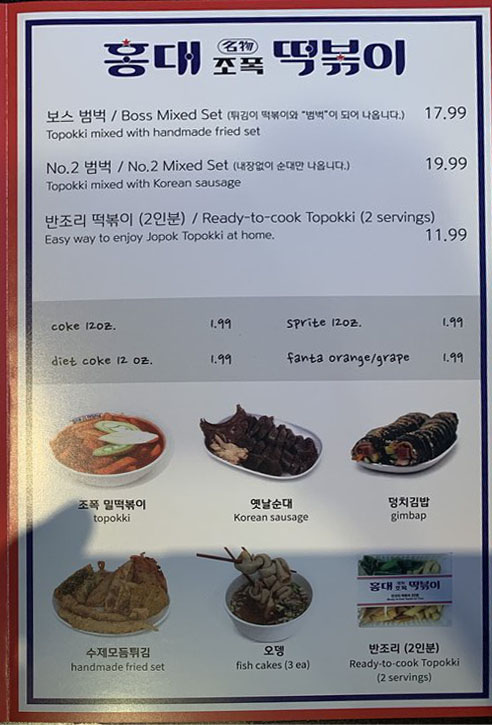 홍대 名物 조폭 떡볶이
보스 범벅 / Boss Mixed Set (튀김이 떡볶이와 "범벅"이 되어 나옵니다.) 17.99
Topokki mixed with handmade fried set
No.2 범벅 / No.2 Mixed Set (내장없이 순대만 나옵니다.) 19.99
Topokki mixed with Korean sausage
반조리 떡볶이 (2인분) / Ready-to-cook Topokki (2 servings)
Easy way to enjoy Jopok Topokki at home. 11.99
coke 12oz. 1.99 sprite 12oz. 1.99
diet coke 12 oz. 1.99 fanta orange/grape 1.99
조폭 밀떡볶이 옛날순대 덩치김밥
topokki Korean sausage gimbap
홍대 조폭 떡볶이
수제모듬튀김 오뎅 반조리 (2인분)
handmade fried set fish cakes (3 ea) Ready-to-cook Topokki
(2 servings)